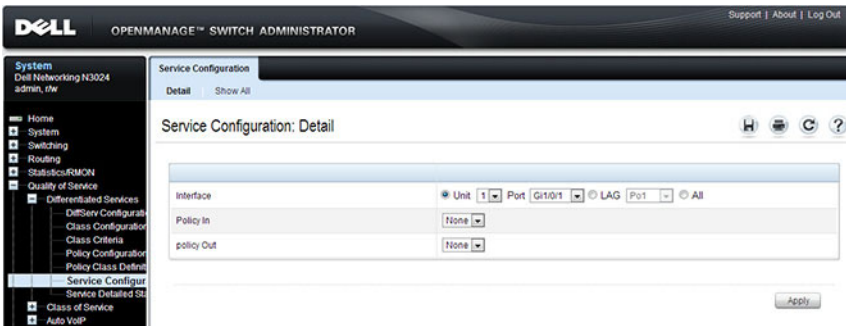 Support | About | Log Out
DELL
OPENMANAGE™ SWITCH ADMINISTRATOR
System
Dell Networking N3024
admin, r/w
Home
System
Switching
Routing
Statistics/RMON
Quality of Service
Differentiated Services
DiffServ Configurati
Class Configuration
Class Criteria
Policy Configuration
Policy Class Definit
Service Configur
Service Detailed Sta
Class of Service
Auto VoIP
Service Configuration
Detail Show All
Service Configuration: Detail
H C ?
Interface Unit 1 Port Gi1/0/1 LAG Po1 All
Policy In None
policy Out None
Apply